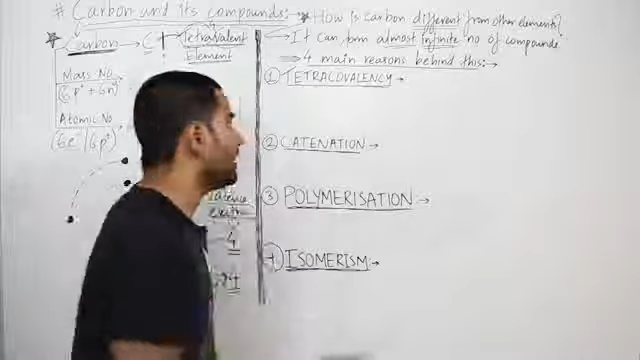 # Carbon and its compounds:
* How is carbon different from other elements?
* Carbon → C
Tetravalent
Element
→ It can form almost infinite no of compounds
⇒ 4 main reasons behind this:→
Mass No.
(6p⁺ + 6n⁰)
Atomic No
(6e⁻ | 6p⁺)
4
① TETRACOVALENCY →
② CATENATION →
③ POLYMERISATION →
④ ISOMERISM →